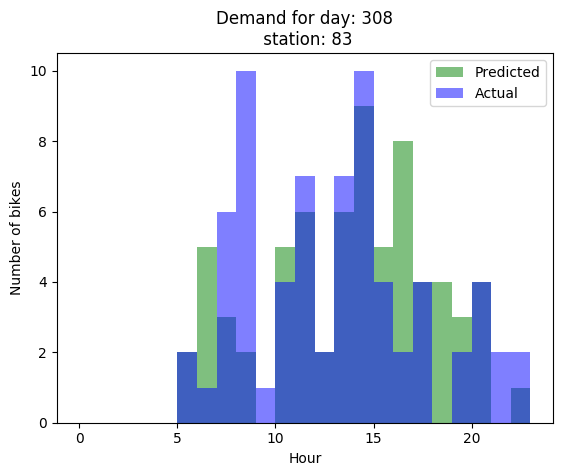 Demand for day: 308
station: 83
Predicted
Actual
Number of bikes
10
8
6
4
2
0
0 5 10 15 20
Hour